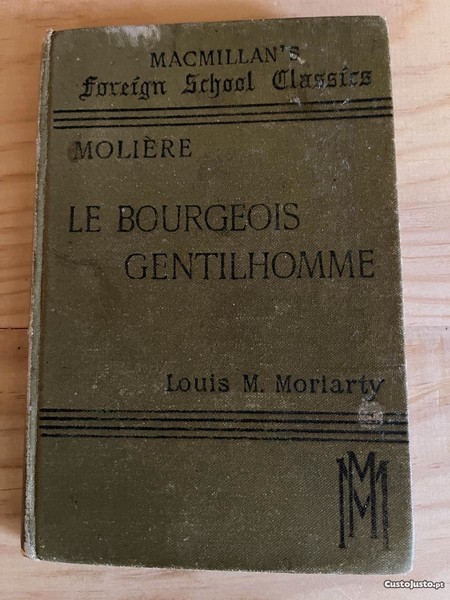 MACMILLAN'S
Foreign School Classics
MOLIÈRE
LE BOURGEOIS
GENTILHOMME
Louis M. Moriarty
MM
© CustoJusto.pt